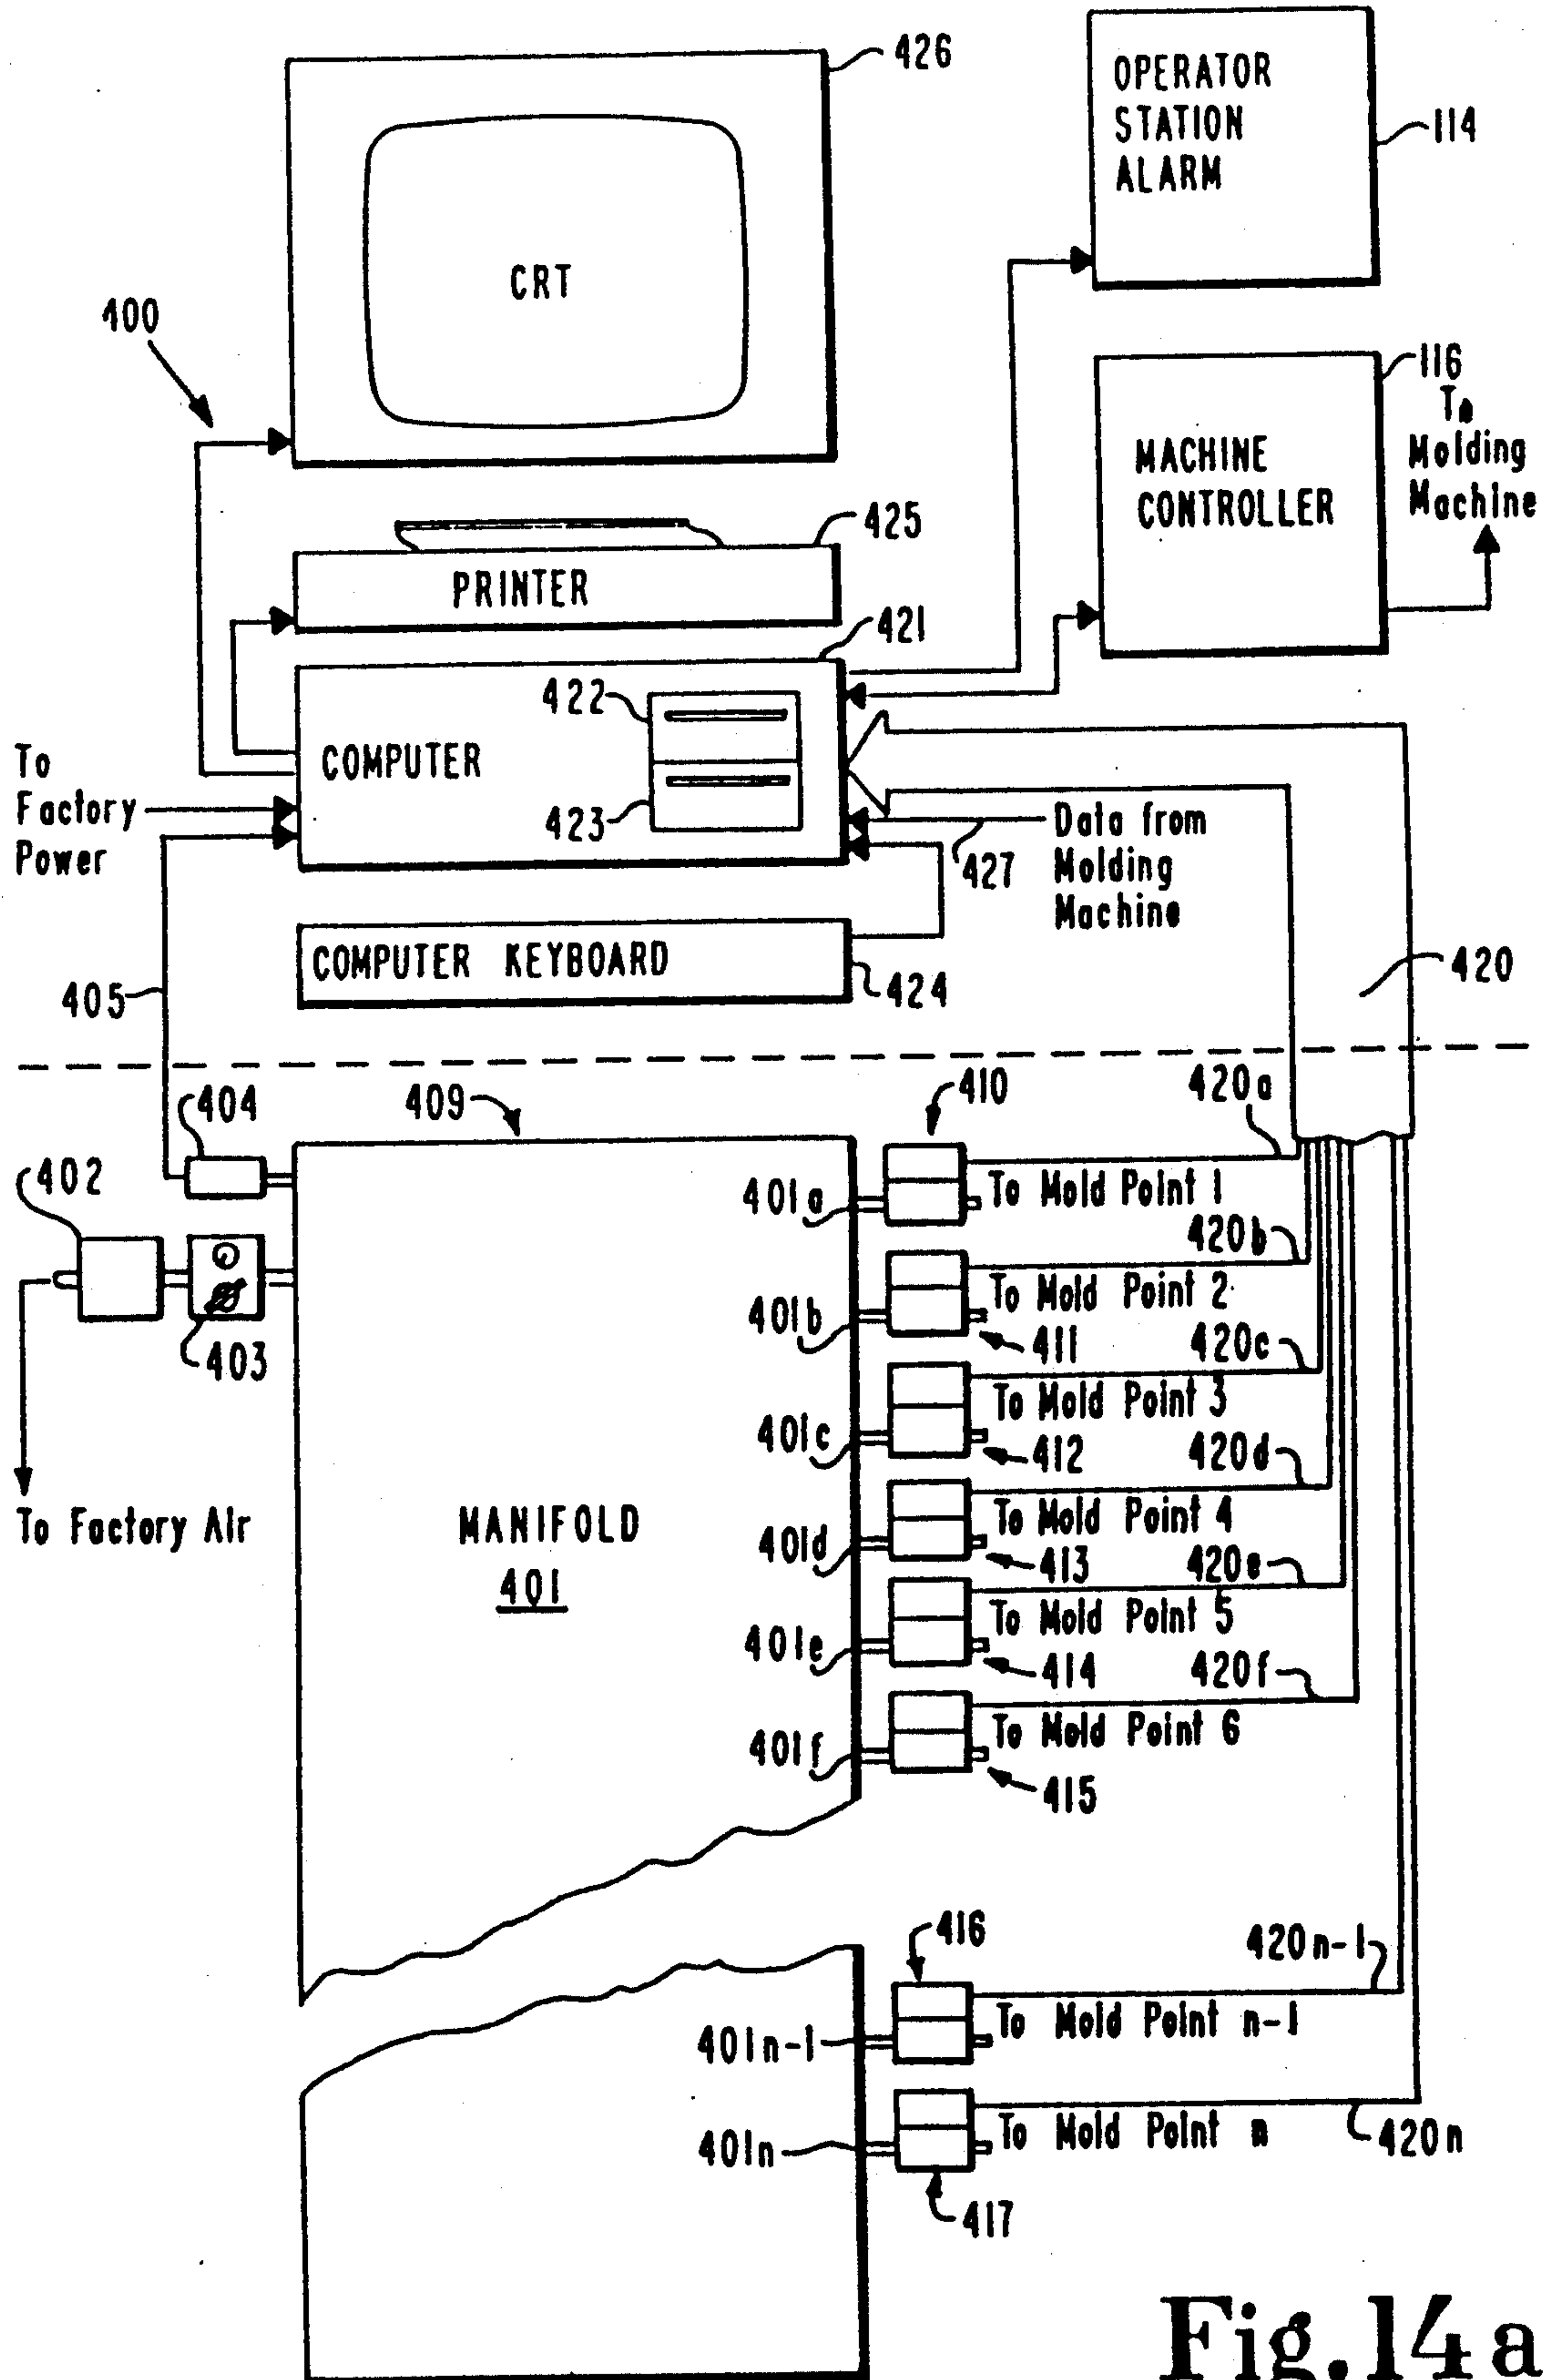 426
OPERATOR
STATION
ALARM
114
CRT
400
116
To
Molding
Machine
MACHINE
CONTROLLER
425
PRINTER
421
422
COMPUTER
423
To
Factory
Power
Data from
Molding
Machine
427
COMPUTER KEYBOARD
424
405
420
404
409
410
420a
402
401a
To Mold Point 1
420b
403
401b
To Mold Point 2
411
420c
401c
To Mold Point 3
412
420d
To Factory Air
MANIFOLD
401
401d
To Mold Point 4
413
420e
401e
To Mold Point 5
414
420f
401f
To Mold Point 6
415
416
420n-1
401n-1
To Mold Point n-1
401n
To Mold Point n
420n
417
Fig.14a